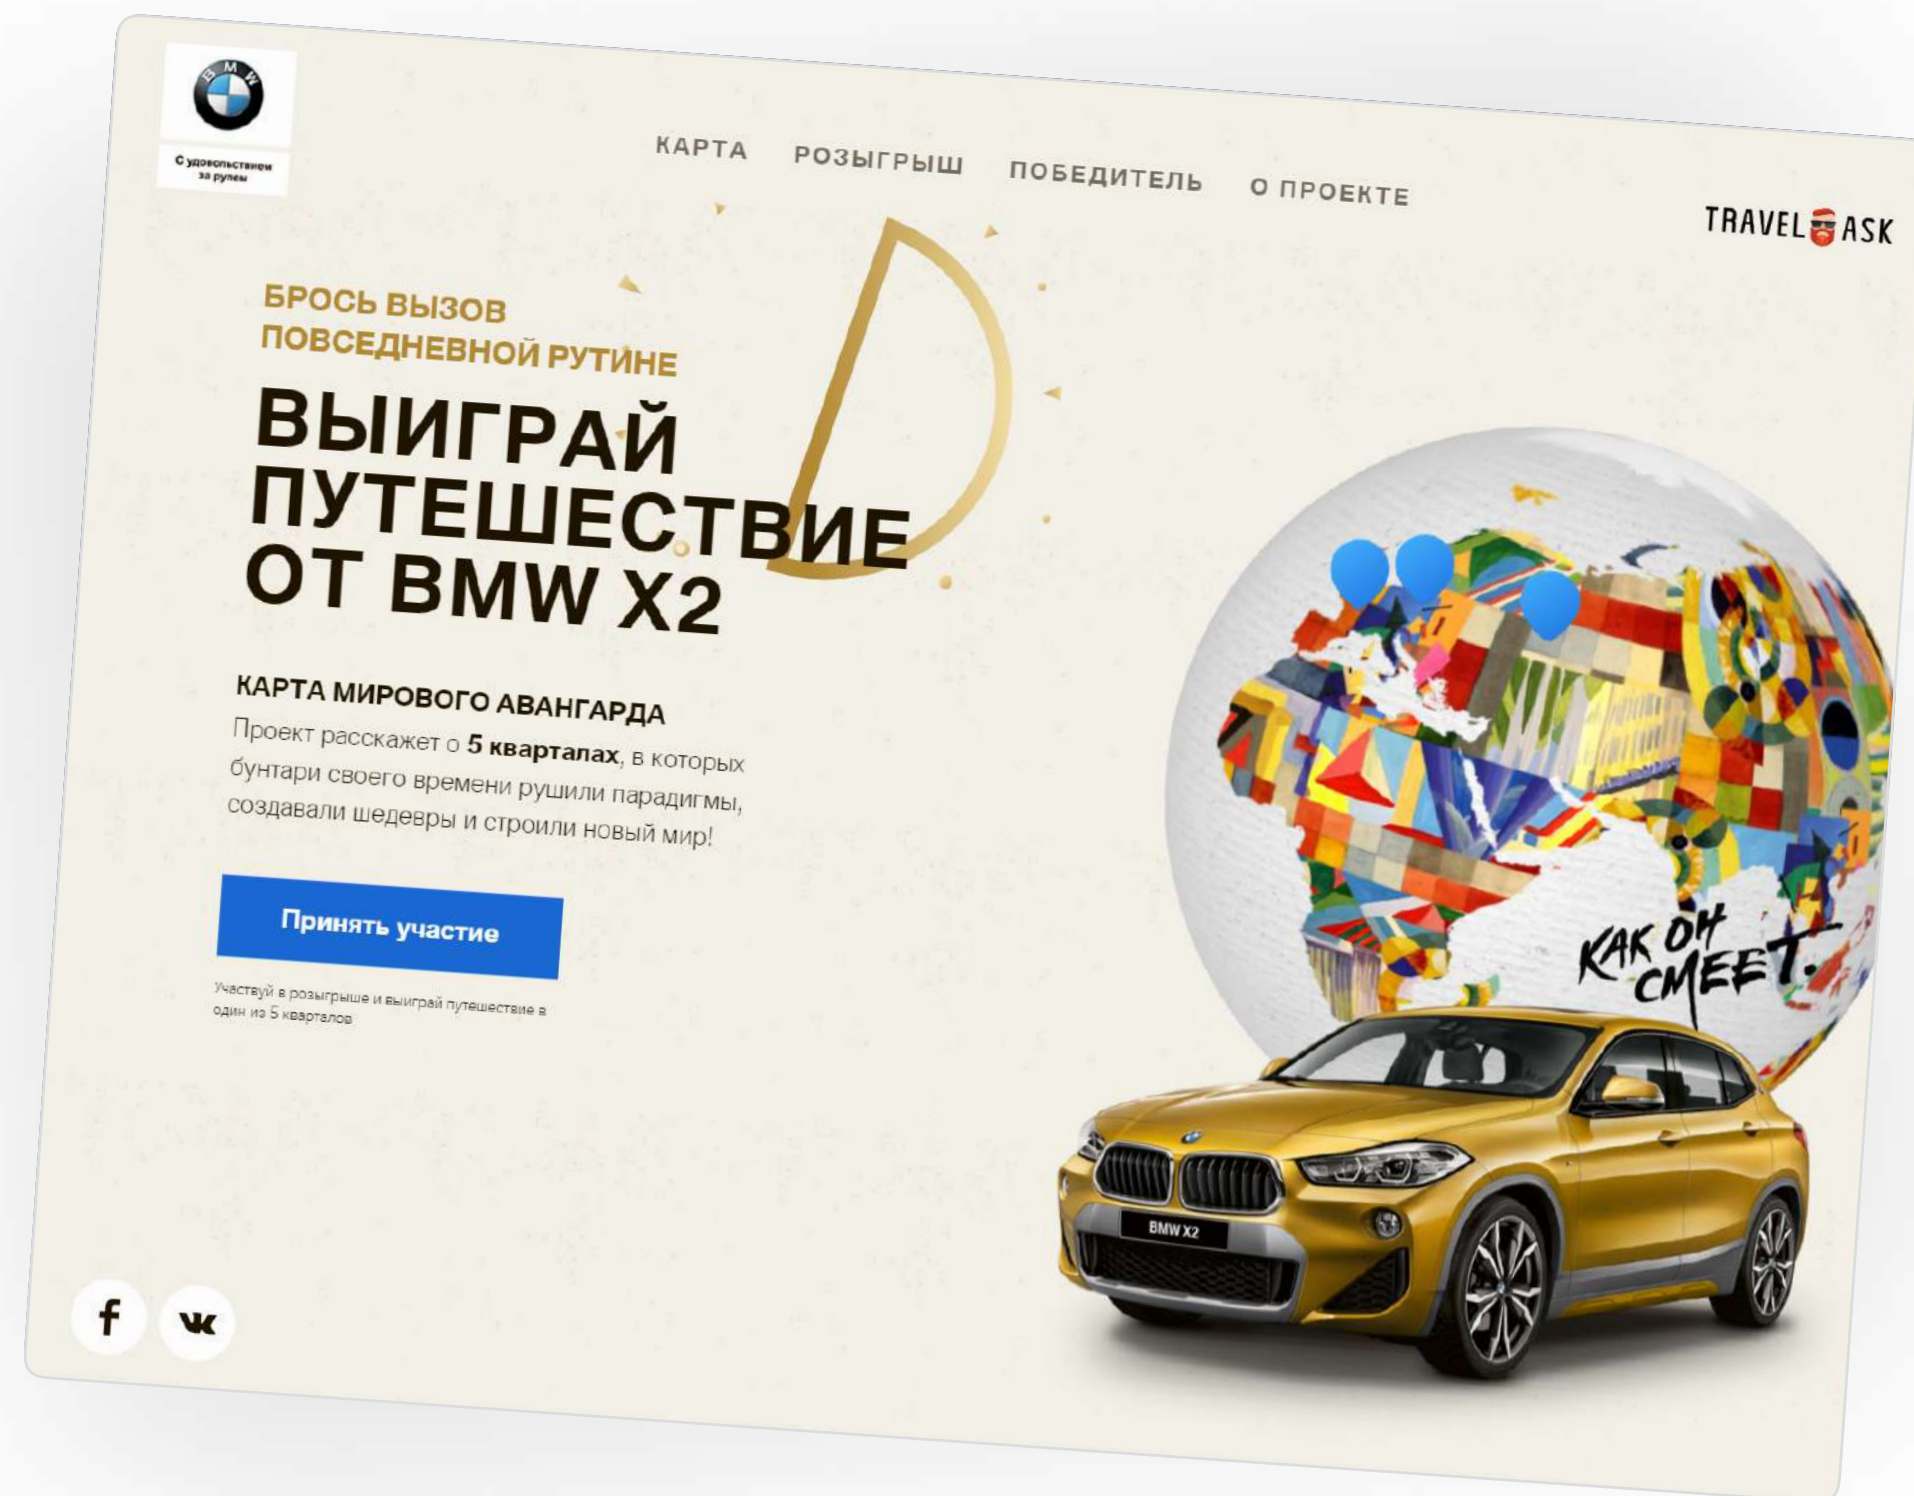 BMW
С удовольствием
за рулем
КАРТА РОЗЫГРЫШ ПОБЕДИТЕЛЬ О ПРОЕКТЕ
TRAVEL ASK
БРОСЬ ВЫЗОВ
ПОВСЕДНЕВНОЙ РУТИНЕ
ВЫИГРАЙ
ПУТЕШЕСТВИЕ
ОТ BMW X2
КАРТА МИРОВОГО АВАНГАРДА
Проект расскажет о 5 кварталах, в которых
бунтари своего времени рушили парадигмы,
создавали шедевры и строили новый мир!
Принять участие
Участвуй в розыгрыше и выиграй путешествие в
один из 5 кварталов
КАК ОН
СМЕЕТ.
BMW X2